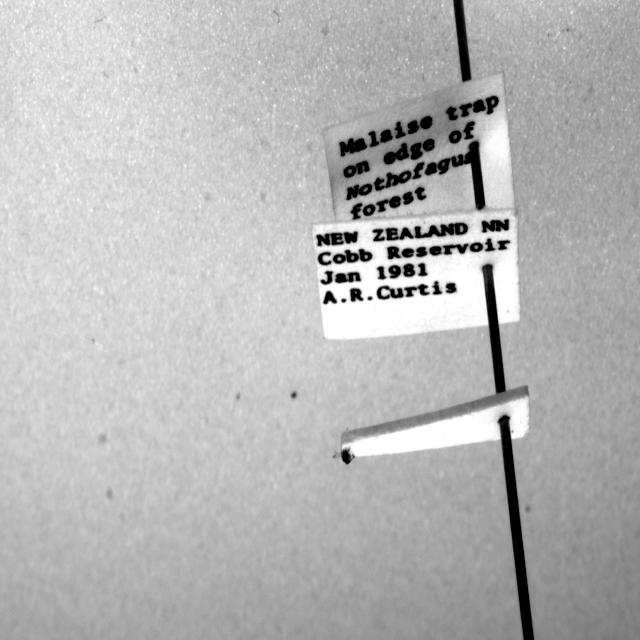 Malaise trap
on edge of
Nothofagus
forest
NEW ZEALAND NN
Cobb Reservoir
Jan 1981
A.R.Curtis